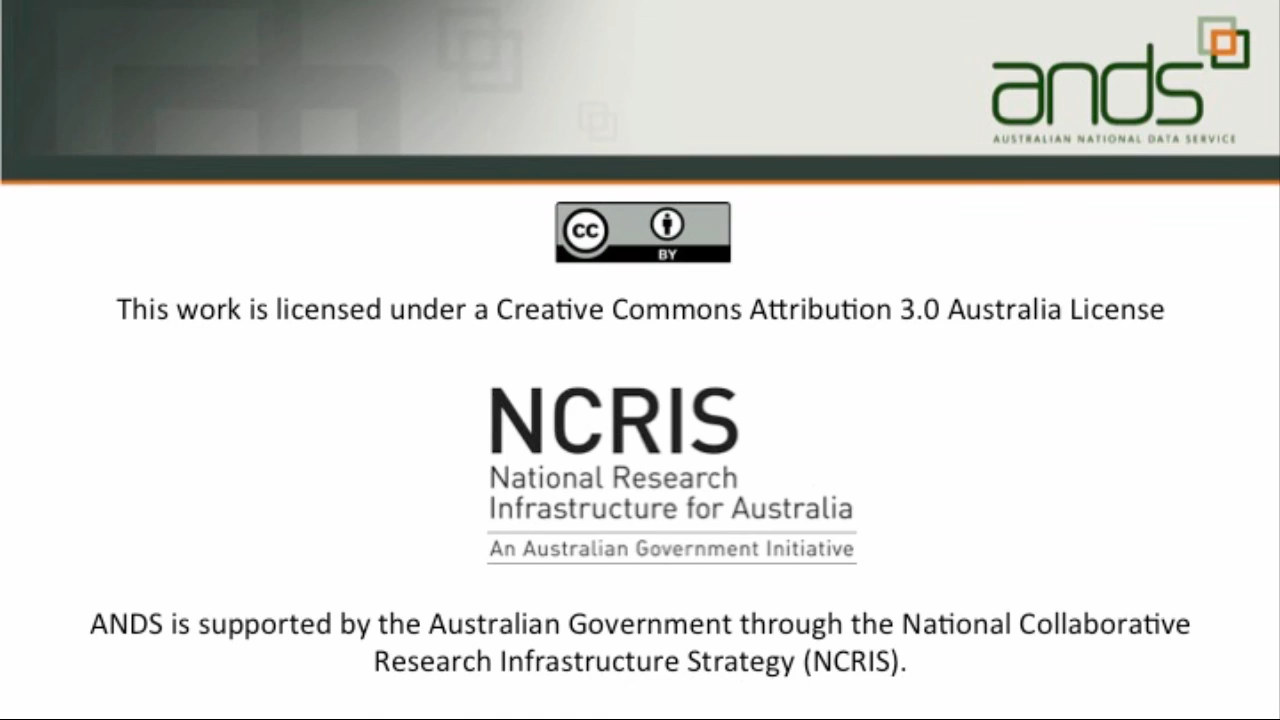 ands
AUSTRALIAN NATIONAL DATA SERVICE
CC
BY
This work is licensed under a Creative Commons Attribution 3.0 Australia License
NCRIS
National Research
Infrastructure for Australia
An Australian Government Initiative
ANDS is supported by the Australian Government through the National Collaborative
Research Infrastructure Strategy (NCRIS).